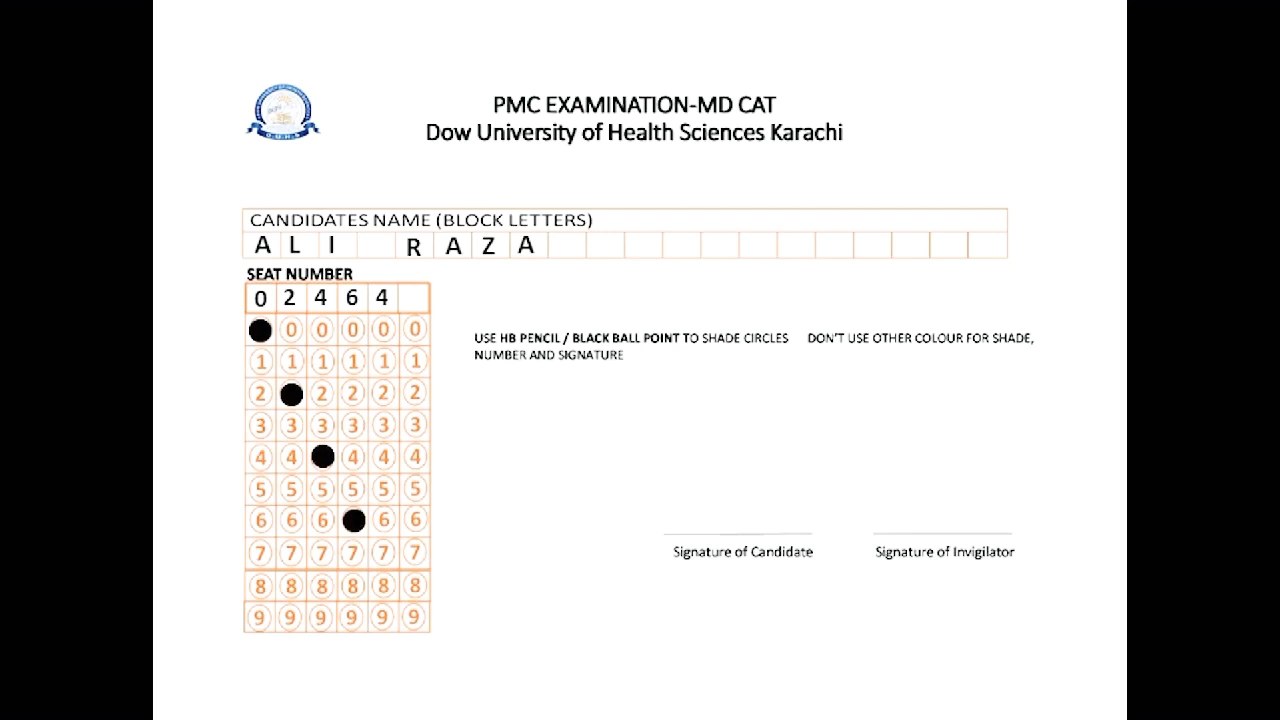 PMC EXAMINATION-MD CAT
Dow University of Health Sciences Karachi
CANDIDATES NAME (BLOCK LETTERS)
A L I R A Z A
SEAT NUMBER
0 2 4 6 4
0 0 0 0 0
1 1 1 1 1 1
2 2 2 2 2
3 3 3 3 3 3
4 4 4 4 4
5 5 5 5 5 5
6 6 6 6 6
7 7 7 7 7 7
8 8 8 8 8 8
9 9 9 9 9 9
USE HB PENCIL / BLACK BALL POINT TO SHADE CIRCLES DON'T USE OTHER COLOUR FOR SHADE,
NUMBER AND SIGNATURE
Signature of Candidate Signature of Invigilator